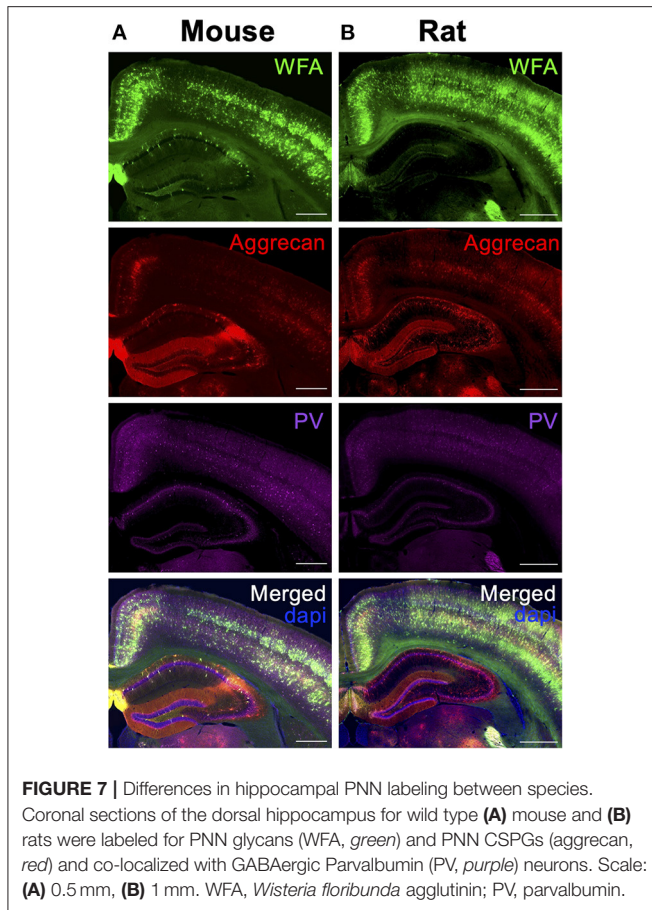 A Mouse B Rat
WFA WFA
Aggrecan Aggrecan
PV PV
Merged Merged
dapi dapi
FIGURE 7 | Differences in hippocampal PNN labeling between species.
Coronal sections of the dorsal hippocampus for wild type (A) mouse and (B)
rats were labeled for PNN glycans (WFA, green) and PNN CSPGs (aggrecan,
red) and co-localized with GABAergic Parvalbumin (PV, purple) neurons. Scale:
(A) 0.5 mm, (B) 1 mm. WFA, Wisteria floribunda agglutinin; PV, parvalbumin.